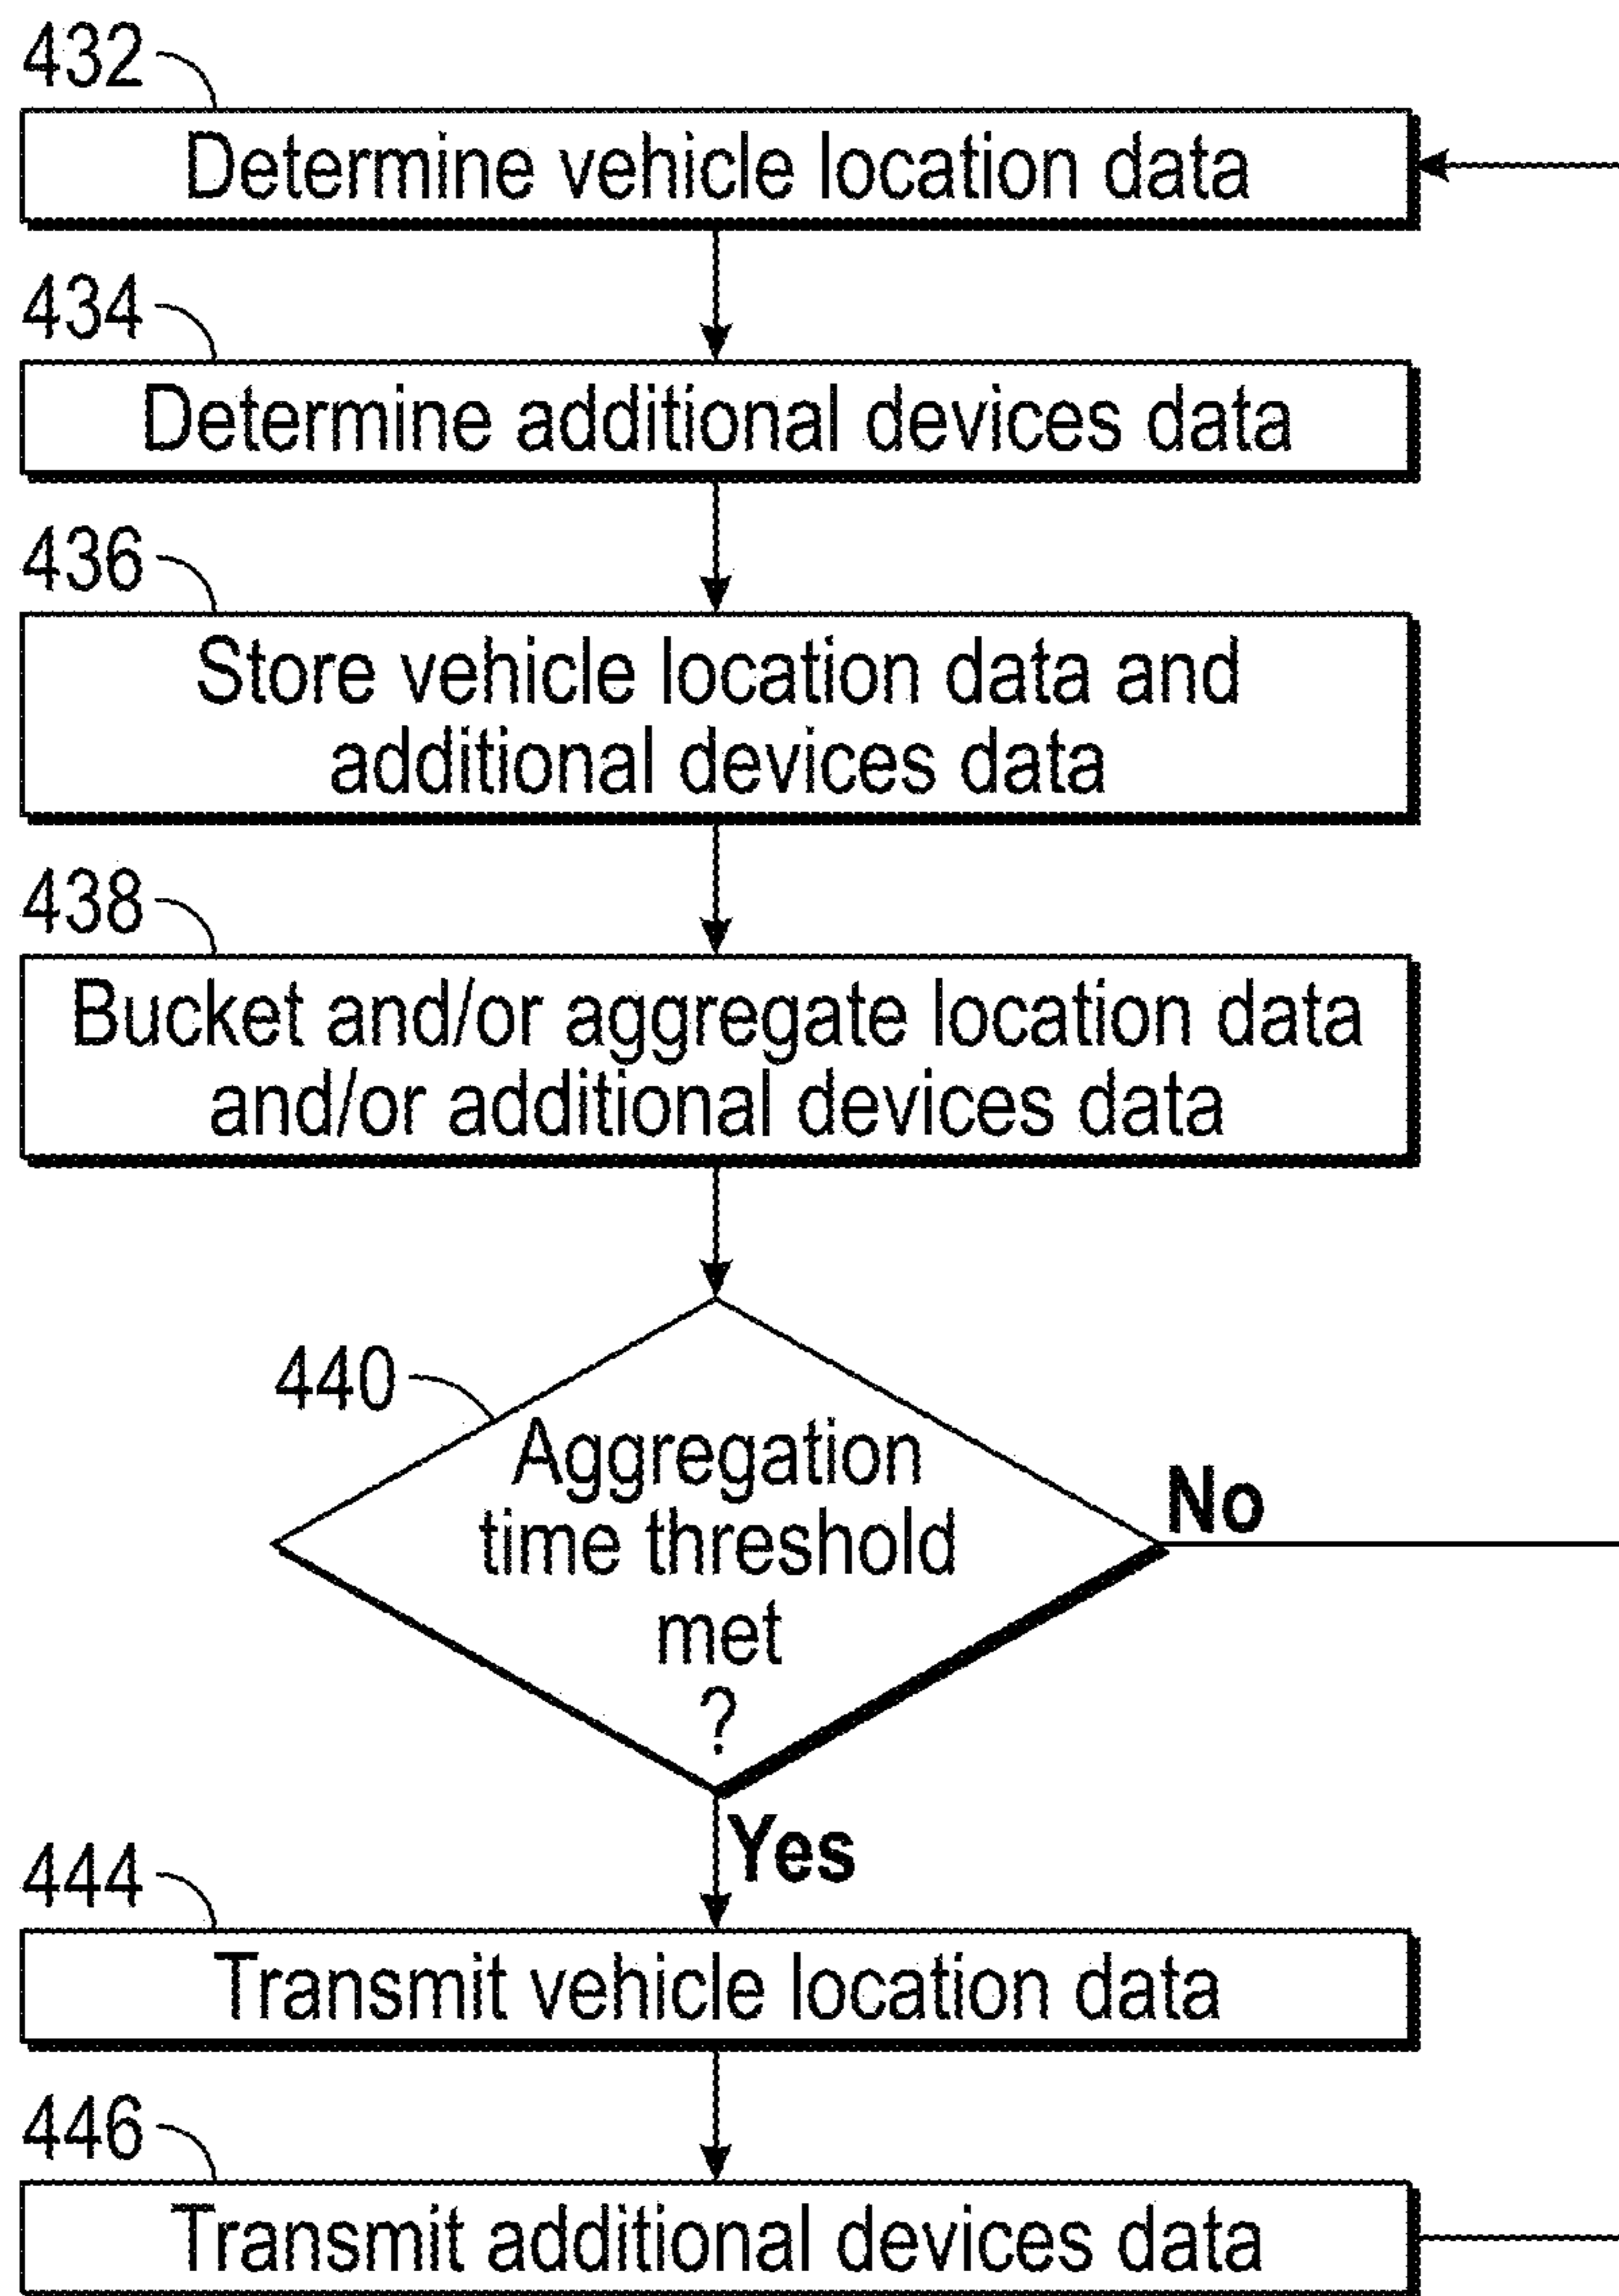 432
Determine vehicle location data
434
Determine additional devices data
436
Store vehicle location data and
additional devices data
438
Bucket and/or aggregate location data
and/or additional devices data
440
Aggregation
time threshold
met
?
No
Yes
444
Transmit vehicle location data
446
Transmit additional devices data